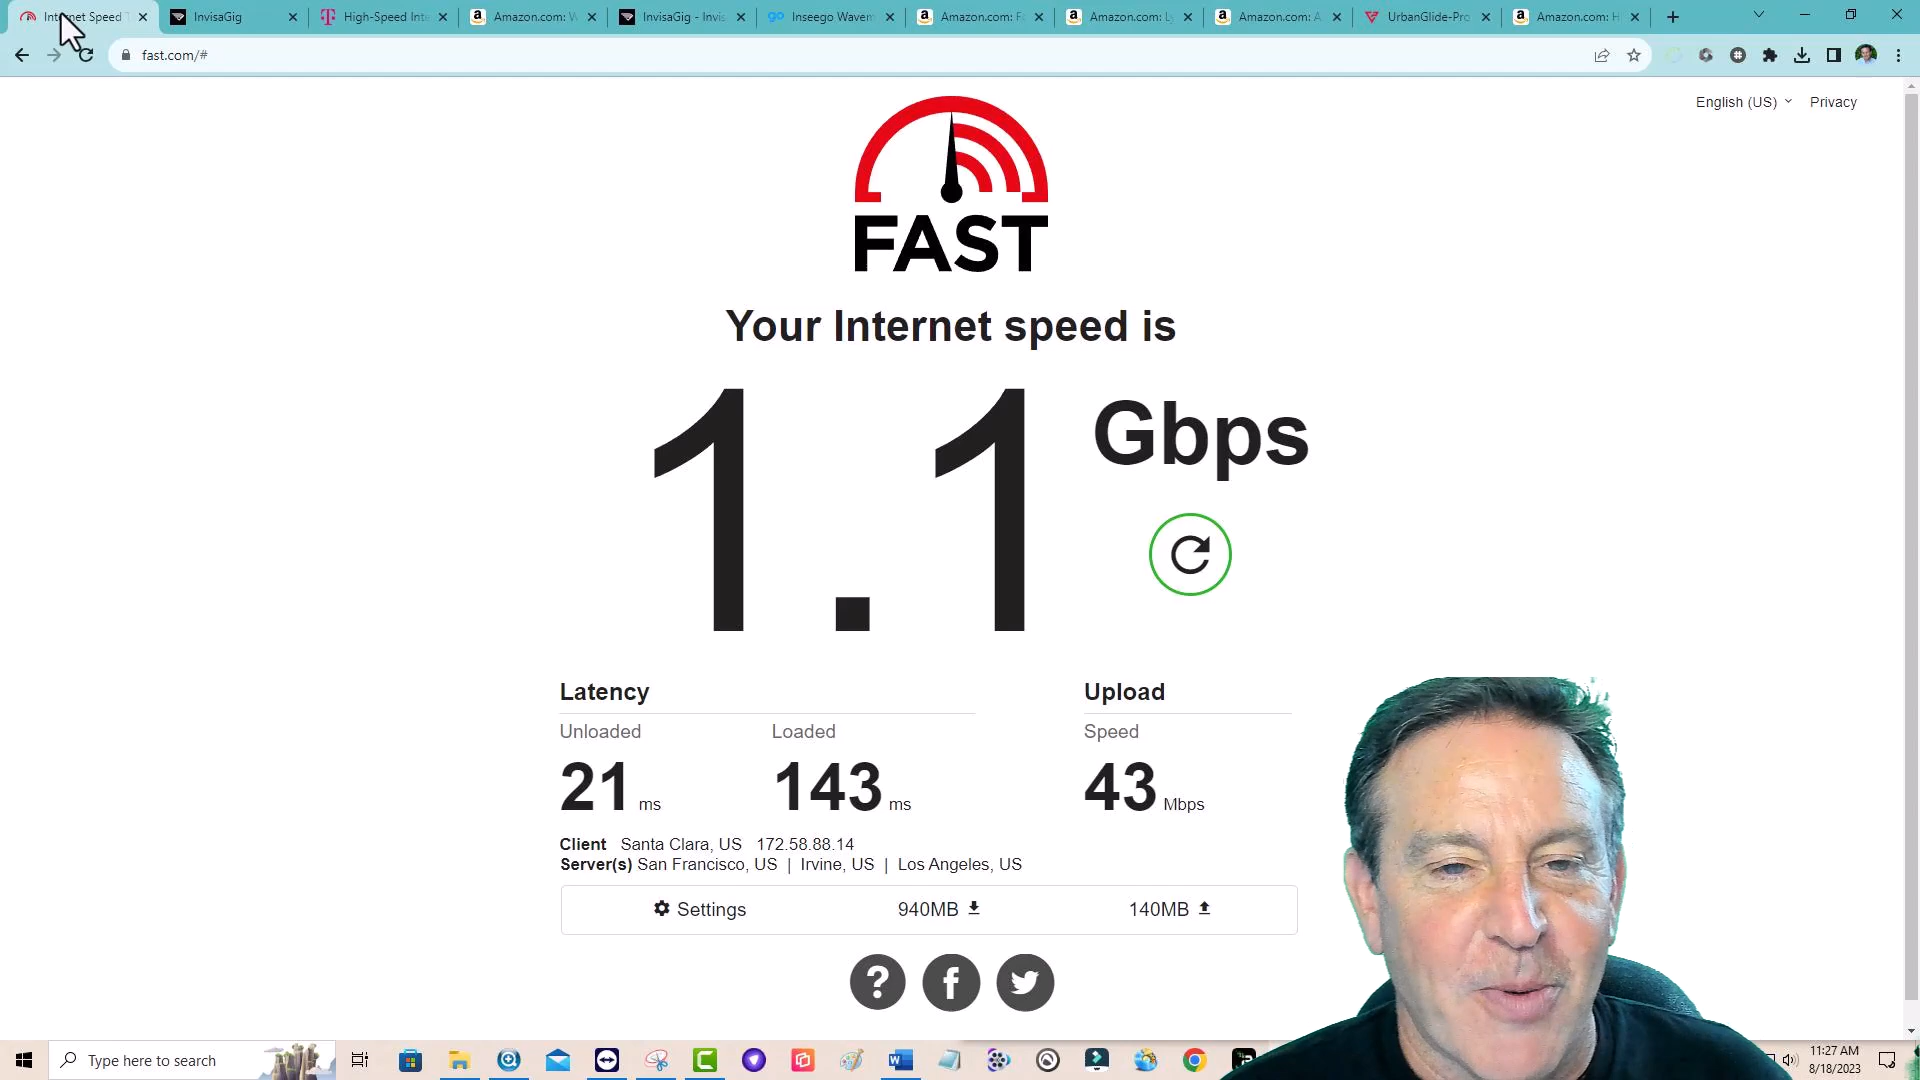 Internet Speed T
InvisaGig
High-Speed Inte
Amazon.com: W
InvisaGig - Invis
Inseego Wavem
Amazon.com: Fo
Amazon.com: Ly
Amazon.com: A
UrbanGlide-Pro
Amazon.com: H
fast.com/#
English (US) Privacy
FAST
Your Internet speed is
1.1 Gbps
Latency Upload
Unloaded Loaded Speed
21 ms 143 ms 43 Mbps
Client Santa Clara, US 172.58.88.14
Server(s) San Francisco, US | Irvine, US | Los Angeles, US
Settings 940MB 140MB
Type here to search
11:27 AM
8/18/2023